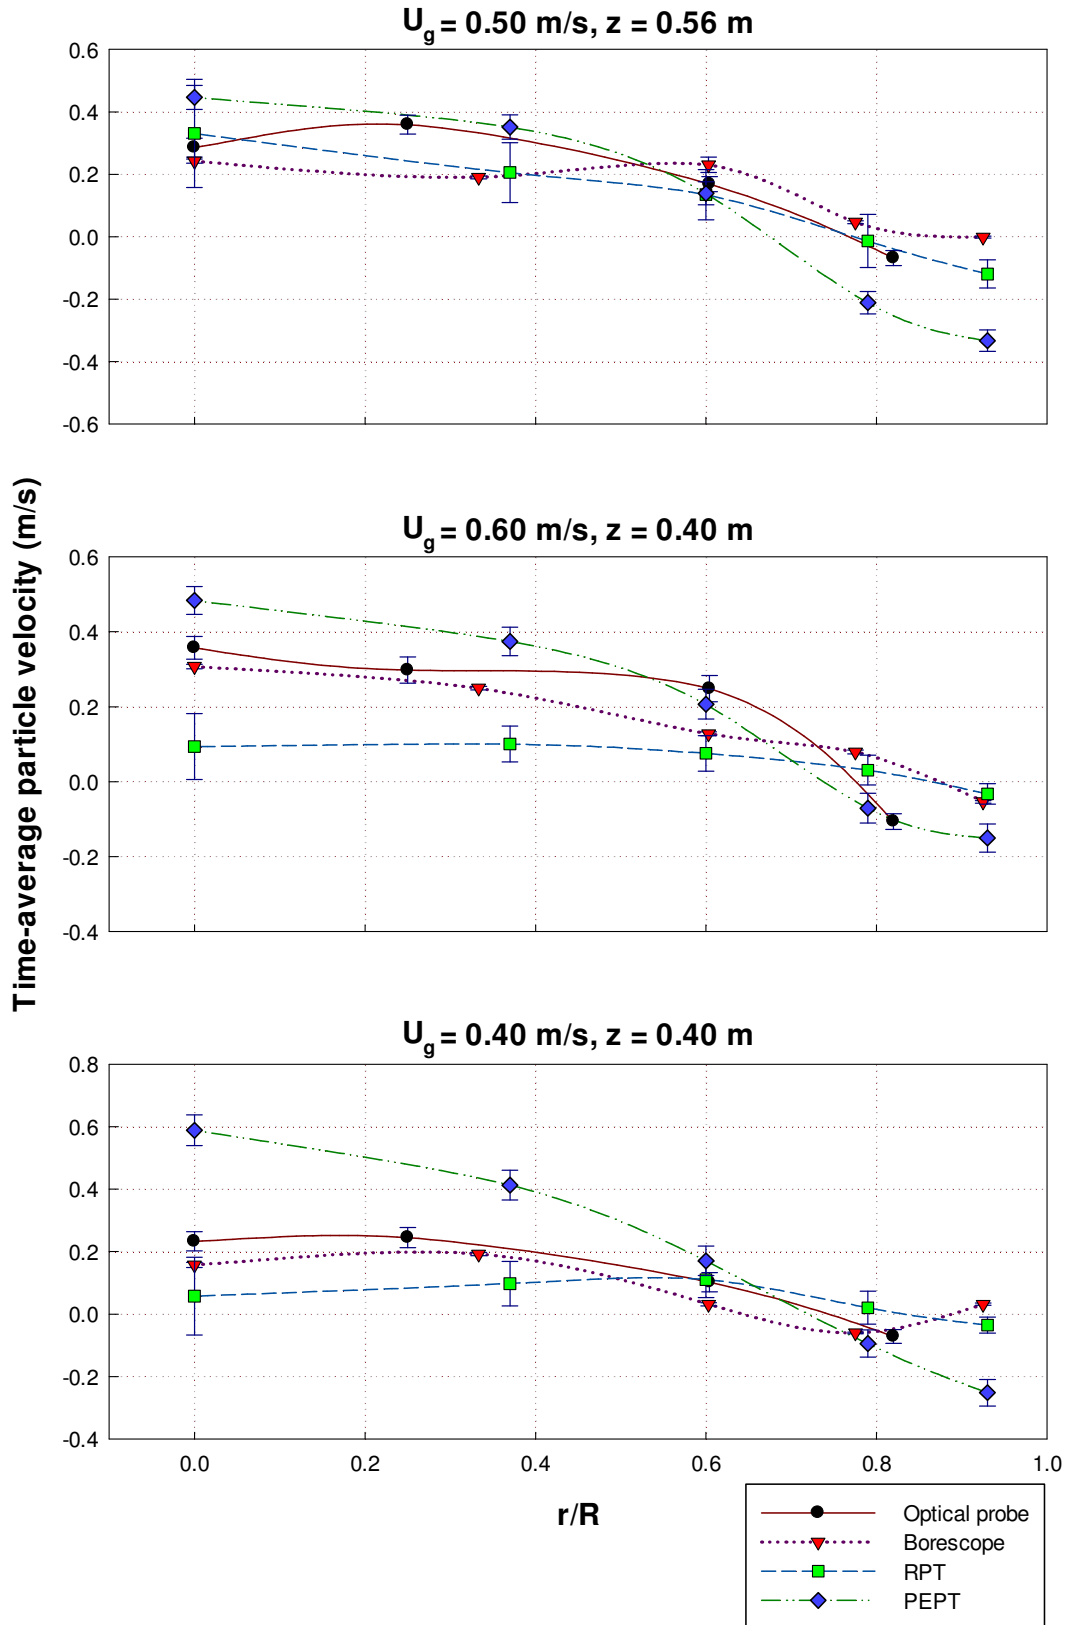 U_g = 0.50 m/s, z = 0.56 m
0.6
0.4
0.2
0.0
-0.2
-0.4
-0.6
Time-average particle velocity (m/s)
U_g = 0.60 m/s, z = 0.40 m
0.6
0.4
0.2
0.0
-0.2
-0.4
U_g = 0.40 m/s, z = 0.40 m
0.8
0.6
0.4
0.2
0.0
-0.2
-0.4
0.0 0.2 0.4 0.6 0.8 1.0
r/R
Optical probe
Borescope
RPT
PEPT